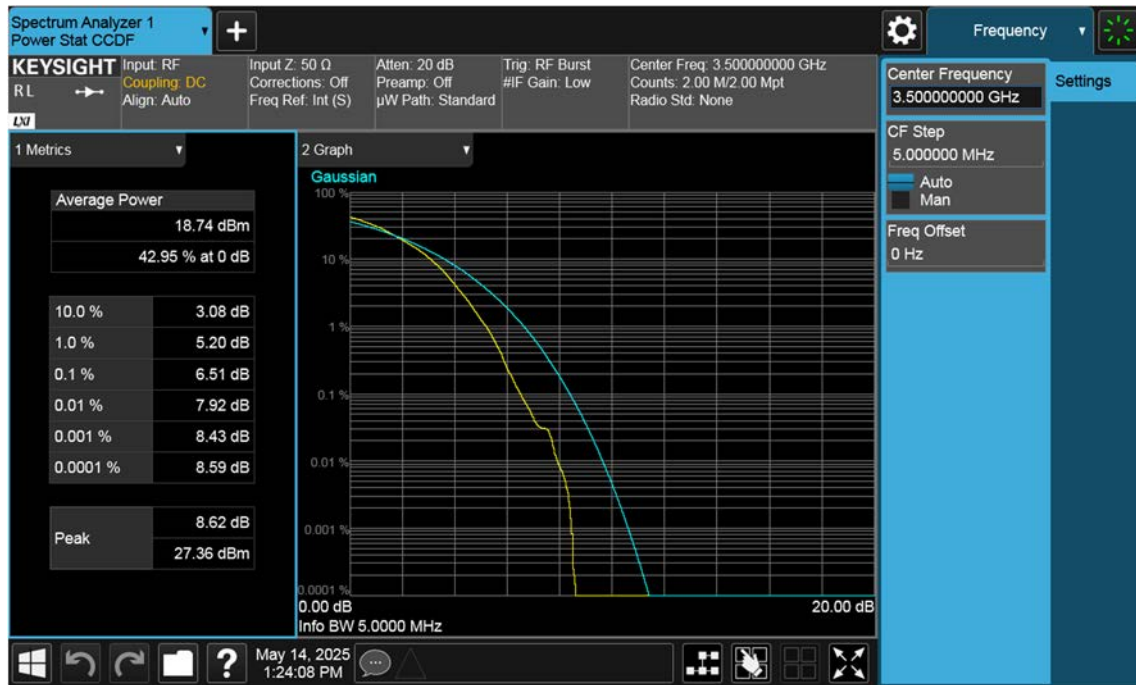 Spectrum Analyzer 1
Power Stat CCDF
Frequency
KEYSIGHT
RL
LXI
Input: RF
Coupling: DC
Align: Auto
Input Z: 50 Ω
Corrections: Off
Freq Ref: Int (S)
Atten: 20 dB
Preamp: Off
µW Path: Standard
Trig: RF Burst
#IF Gain: Low
Center Freq: 3.500000000 GHz
Counts: 2.00 M/2.00 Mpt
Radio Std: None
Center Frequency
3.500000000 GHz
Settings
CF Step
5.000000 MHz
Auto
Man
Freq Offset
0 Hz
1 Metrics
Average Power
18.74 dBm
42.95 % at 0 dB
10.0 % 3.08 dB
1.0 % 5.20 dB
0.1 % 6.51 dB
0.01 % 7.92 dB
0.001 % 8.43 dB
0.0001 % 8.59 dB
Peak
8.62 dB
27.36 dBm
2 Graph
Gaussian
100 %
10 %
1 %
0.1 %
0.01 %
0.001 %
0.0001 %
0.00 dB 20.00 dB
Info BW 5.0000 MHz
?
May 14, 2025
1:24:08 PM